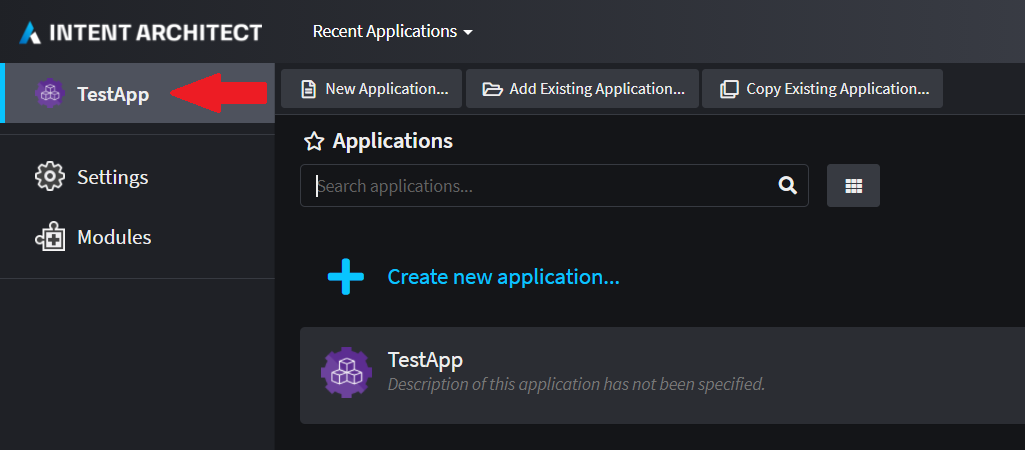 INTENT ARCHITECT
Recent Applications
TestApp
New Application...
Add Existing Application...
Copy Existing Application...
Applications
Settings
Search applications...
Modules
Create new application...
TestApp
Description of this application has not been specified.